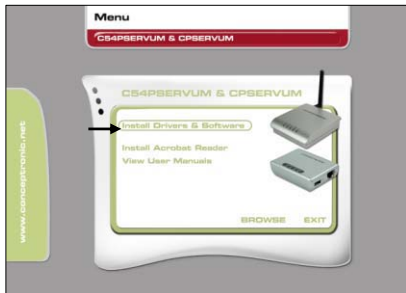 Menu
C54PSERVUM & CPSERVUM
C54PSERVUM & CPSERVUM
Install Drivers & Software
Install Acrobat Reader
View User Manuals
BROWSE EXIT
www.conceptronic.net